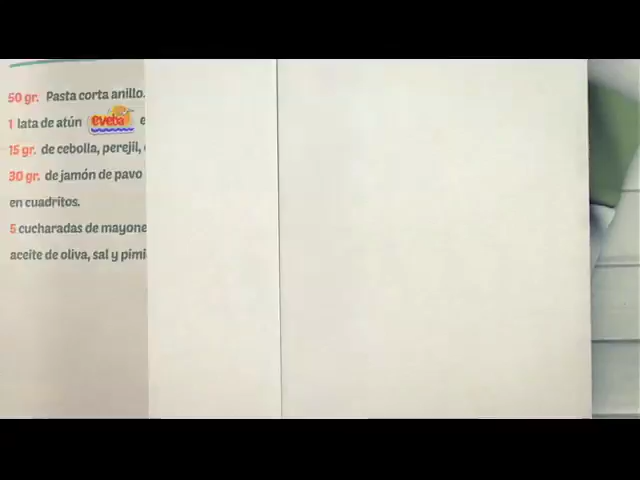 50 gr. Pasta corta anillo.
1 lata de atún eveba
15 gr. de cebolla, perejil,
30 gr. de jamón de pavo
en cuadritos.
5 cucharadas de mayone
aceite de oliva, sal y pimi